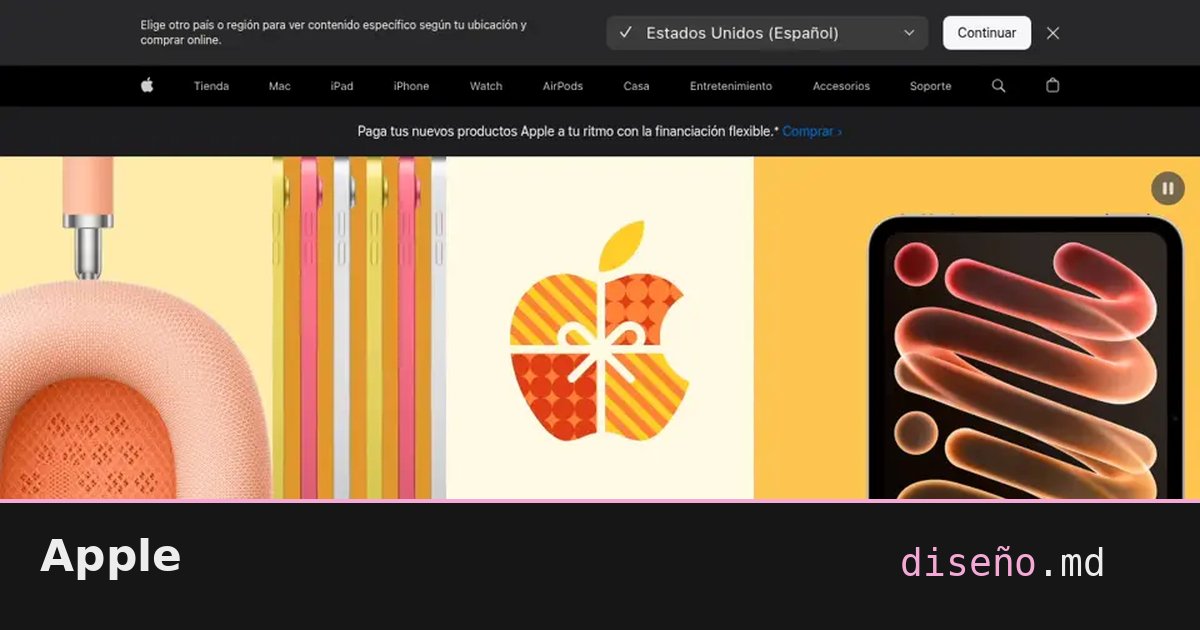 Elige otro país o región para ver contenido específico según tu ubicación y
comprar online.
Estados Unidos (Español)
Continuar
Tienda
Mac
iPad
iPhone
Watch
AirPods
Casa
Entretenimiento
Accesorios
Soporte
Paga tus nuevos productos Apple a tu ritmo con la financiación flexible.* Comprar ›
Apple
diseño.md